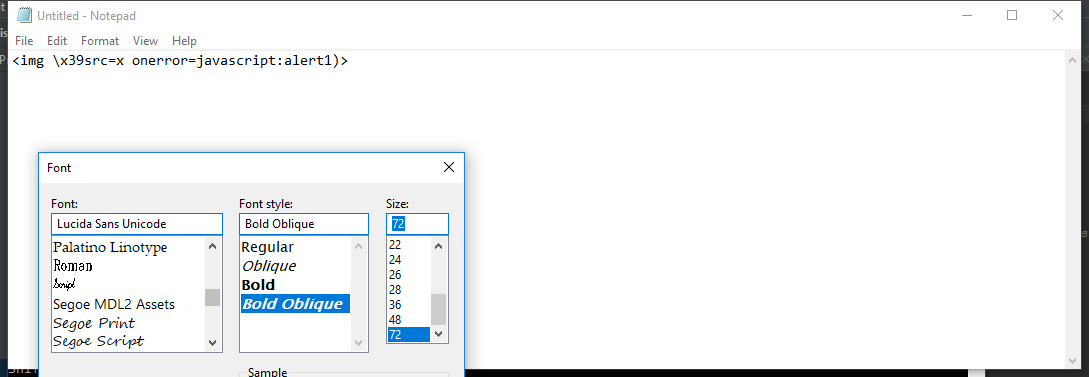 Untitled - Notepad
File Edit Format View Help
<img \x39src=x onerror=javascript:alert1)>
Font
Font: Font style: Size:
Lucida Sans Unicode Bold Oblique 72
Palatino Linotype Regular 22
Roman Oblique 24
Script Bold 26
Segoe MDL2 Assets Bold Oblique 28
Segoe Print 36
Segoe Script 48
72
Sample